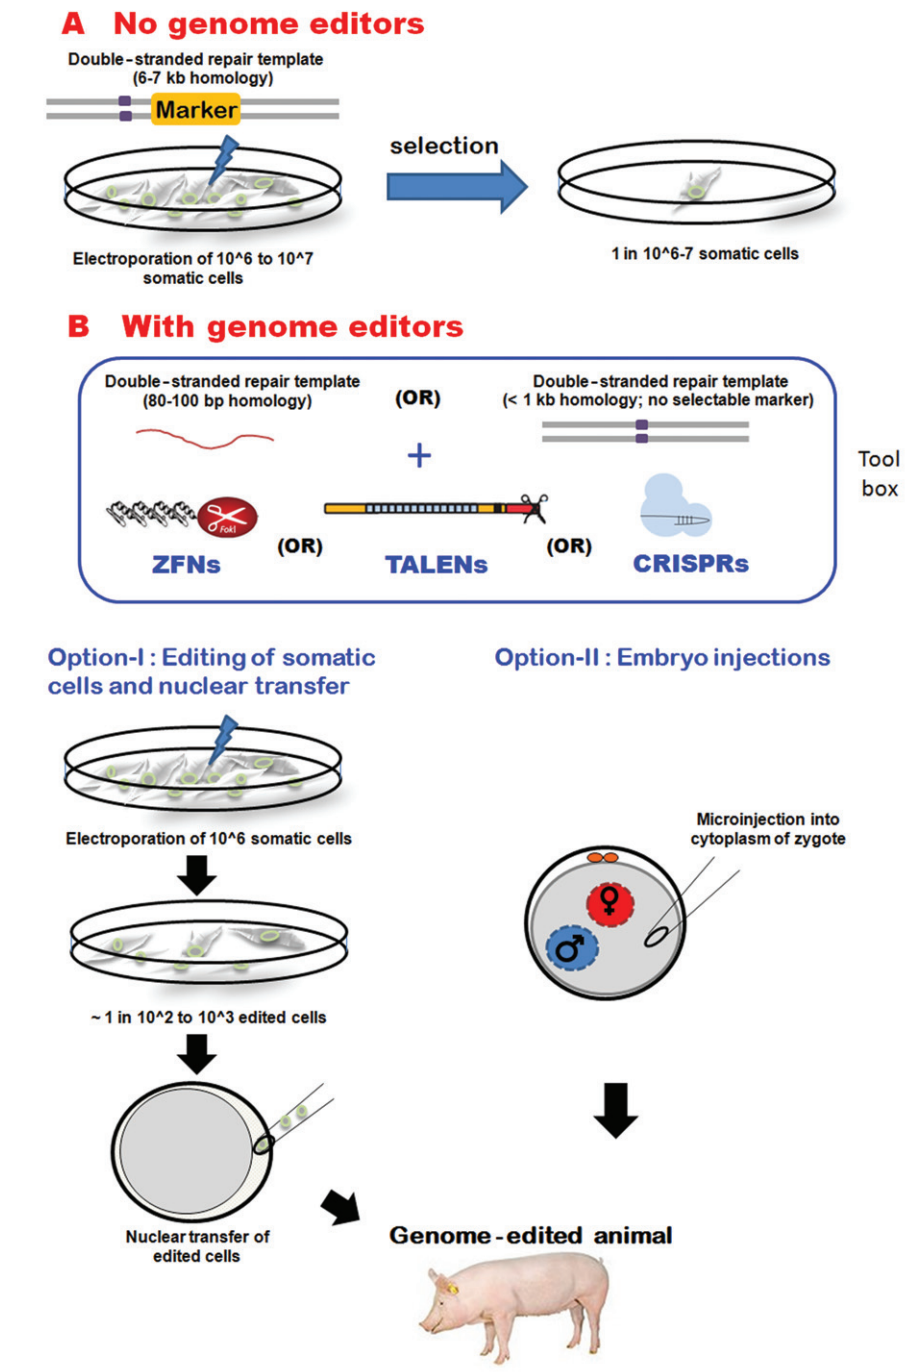 A No genome editors
Double-stranded repair template
(6-7 kb homology)
Marker
selection
Electroporation of 10^6 to 10^7
somatic cells
1 in 10^6-7 somatic cells
B With genome editors
Double-stranded repair template
(80-100 bp homology)
(OR)
Double-stranded repair template
(< 1 kb homology; no selectable marker)
+
Tool
box
FokI
(OR)
(OR)
ZFNs
TALENs
CRISPRs
Option-I : Editing of somatic
cells and nuclear transfer
Option-II : Embryo injections
Electroporation of 10^6 somatic cells
Microinjection into
cytoplasm of zygote
♀
♂
~ 1 in 10^2 to 10^3 edited cells
Nuclear transfer of
edited cells
Genome-edited animal